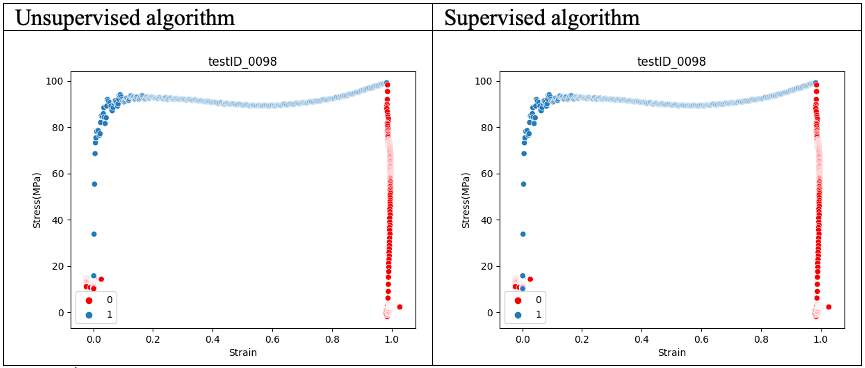 Unsupervised algorithm
Supervised algorithm
testID_0098
100
80
60
40
20
0
Stress(MPa)
0
1
0.0 0.2 0.4 0.6 0.8 1.0
Strain
testID_0098
100
80
60
40
20
0
Stress(MPa)
0
1
0.0 0.2 0.4 0.6 0.8 1.0
Strain